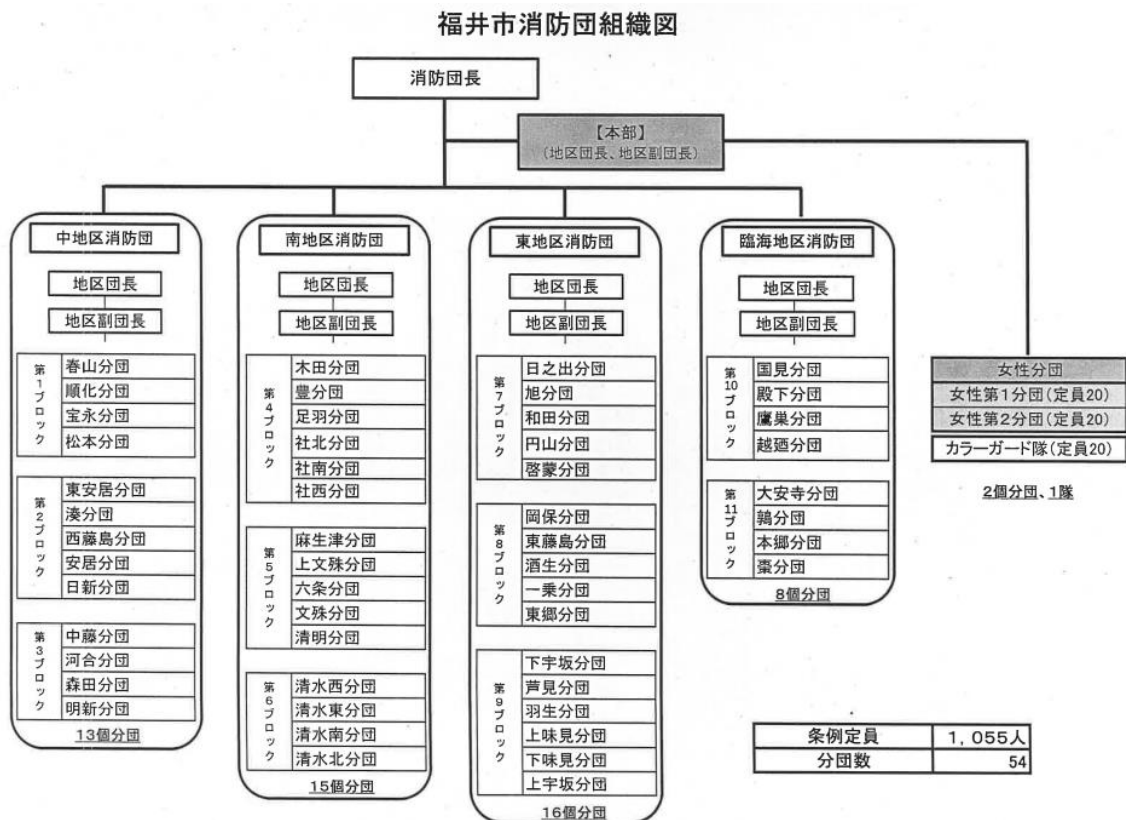 福井市消防団組織図
消防団長
【本部】
(地区団長、地区副団長)
中地区消防団
地区団長
地区副団長
第1ブロック
春山分団
順化分団
宝永分団
松本分団
第2ブロック
東安居分団
湊分団
西藤島分団
安居分団
日新分団
第3ブロック
中藤分団
河合分団
森田分団
明新分団
13個分団
南地区消防団
地区団長
地区副団長
第4ブロック
木田分団
豊分団
足羽分団
社北分団
社南分団
社西分団
第5ブロック
麻生津分団
上文殊分団
六条分団
文殊分団
清明分団
第6ブロック
清水西分団
清水東分団
清水南分団
清水北分団
15個分団
東地区消防団
地区団長
地区副団長
第7ブロック
日之出分団
旭分団
和田分団
円山分団
啓蒙分団
第8ブロック
岡保分団
東藤島分団
酒生分団
一乗分団
東郷分団
第9ブロック
下宇坂分団
芦見分団
羽生分団
上味見分団
下味見分団
上宇坂分団
16個分団
臨海地区消防団
地区団長
地区副団長
第10ブロック
国見分団
殿下分団
鷹巣分団
越廼分団
第11ブロック
大安寺分団
鶉分団
本郷分団
棗分団
8個分団
女性分団
女性第1分団(定員20)
女性第2分団(定員20)
カラーガード隊(定員20)
2個分団、1隊
条例定員 1,055人
分団数 54